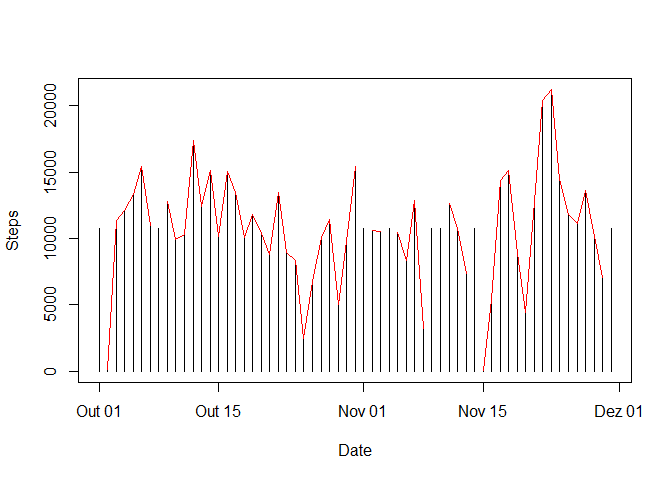 20000
15000
10000
5000
0
Steps
Out 01
Out 15
Nov 01
Nov 15
Dez 01
Date